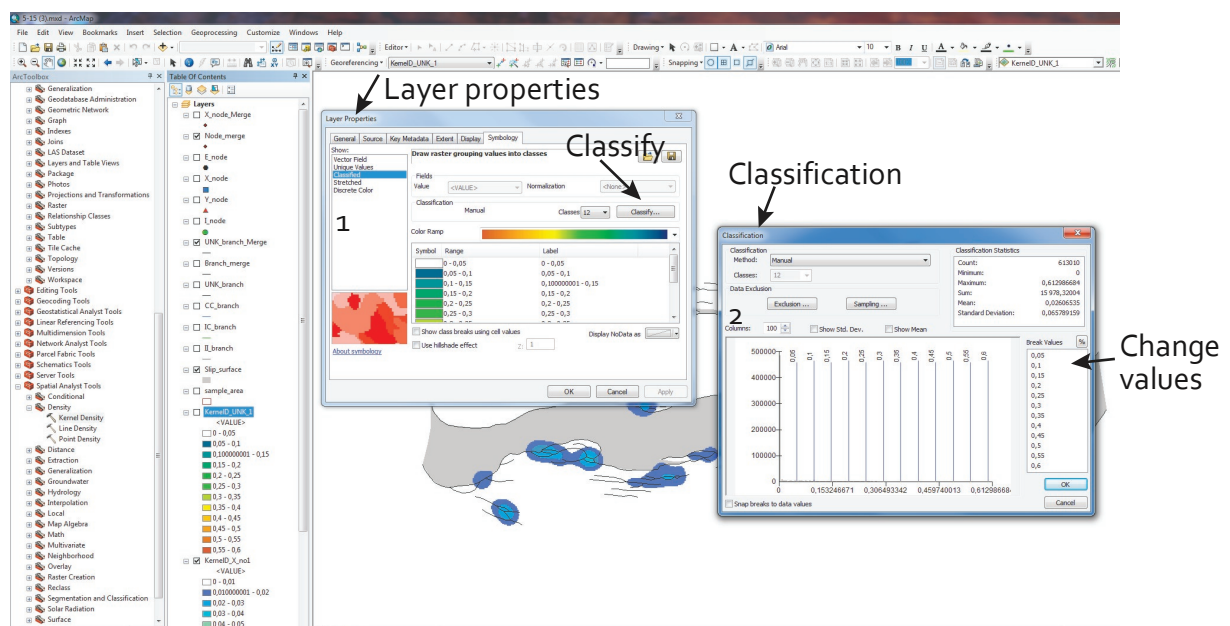 5-15 (3).mxd - ArcMap
File Edit View Bookmarks Insert Selection Geoprocessing Customize Windows Help
Editor Drawing Arial 10 B I U A
Georeferencing KernelD_UNK_1 Snapping KernelD_UNK_1
ArcToolbox
Generalization
Geodatabase Administration
Geometric Network
Graph
Indexes
Joins
LAS Dataset
Layers and Table Views
Package
Photos
Projections and Transformations
Raster
Relationship Classes
Subtypes
Table
Tile Cache
Topology
Versions
Workspace
Editing Tools
Geocoding Tools
Geostatistical Analyst Tools
Linear Referencing Tools
Multidimension Tools
Network Analyst Tools
Parcel Fabric Tools
Schematics Tools
Server Tools
Spatial Analyst Tools
Conditional
Density
Kernel Density
Line Density
Point Density
Distance
Extraction
Generalization
Groundwater
Hydrology
Interpolation
Local
Map Algebra
Math
Multivariate
Neighborhood
Overlay
Raster Creation
Reclass
Segmentation and Classification
Solar Radiation
Surface
Table Of Contents
Layers
X_node_Merge
Node_merge
E_node
X_node
Y_node
I_node
UNK_branch_Merge
Branch_merge
UNK_branch
CC_branch
IC_branch
II_branch
Slip_surface
sample_area
KernelD_UNK_1
<VALUE>
0 - 0,05
0,05 - 0,1
0,100000001 - 0,15
0,15 - 0,2
0,2 - 0,25
0,25 - 0,3
0,3 - 0,35
0,35 - 0,4
0,4 - 0,45
0,45 - 0,5
0,5 - 0,55
0,55 - 0,6
KernelD_X_no1
<VALUE>
0 - 0,01
0,010000001 - 0,02
0,02 - 0,03
0,03 - 0,04
0,04 - 0,05
Layer properties
Layer Properties
General Source Key Metadata Extent Display Symbology
Show:
Vector Field
Unique Values
Classified
Stretched
Discrete Color
1
About symbology
Draw raster grouping values into classes
Classify
Fields
Value <VALUE> Normalization <None>
Classification
Manual Classes 12 Classify...
Color Ramp
Symbol Range Label
0 - 0,05 0 - 0,05
0,05 - 0,1 0,05 - 0,1
0,1 - 0,15 0,100000001 - 0,15
0,15 - 0,2 0,15 - 0,2
0,2 - 0,25 0,2 - 0,25
0,25 - 0,3 0,25 - 0,3
Show class breaks using cell values Display NoData as
Use hillshade effect Z: 1
OK Cancel Apply
Classification
Classification
Classification
Method: Manual
Classes: 12
Data Exclusion
Exclusion ... Sampling ...
2
Columns: 100 Show Std. Dev. Show Mean
Classification Statistics
Count: 613010
Minimum: 0
Maximum: 0,612986684
Sum: 15 978,32004
Mean: 0,02606535
Standard Deviation: 0,065789159
0,05 0,1 0,15 0,2 0,25 0,3 0,35 0,4 0,45 0,5 0,55 0,6
500000
400000
300000
200000
100000
0
0 0,153246671 0,306493342 0,459740013 0,612986684
Snap breaks to data values
Break Values %
0,05
0,1
0,15
0,2
0,25
0,3
0,35
0,4
0,45
0,5
0,55
0,6
OK
Cancel
Change
values